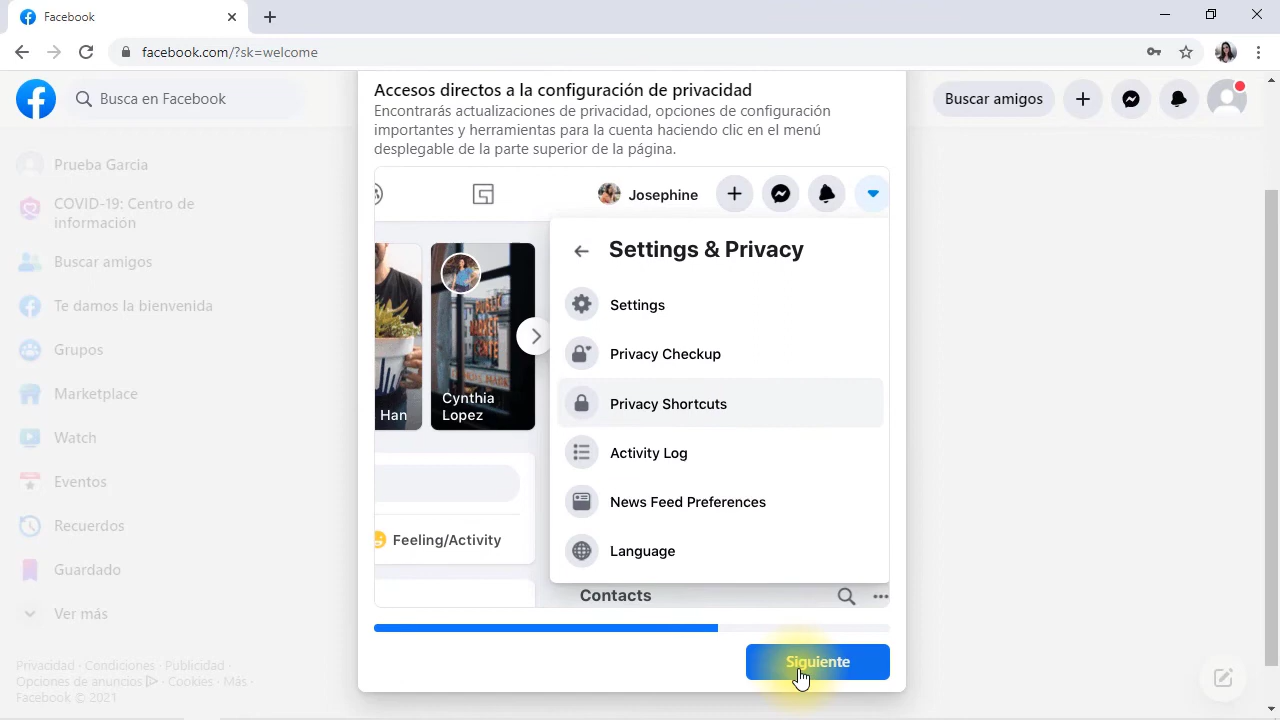 Facebook
facebook.com/?sk=welcome
Busca en Facebook
Buscar amigos
Prueba Garcia
COVID-19: Centro de
información
Buscar amigos
Te damos la bienvenida
Grupos
Marketplace
Watch
Eventos
Recuerdos
Guardado
Ver más
Privacidad · Condiciones · Publicidad ·
Opciones de anuncios · Cookies · Más ·
Facebook © 2021
Accesos directos a la configuración de privacidad
Encontrarás actualizaciones de privacidad, opciones de configuración
importantes y herramientas para la cuenta haciendo clic en el menú
desplegable de la parte superior de la página.
Josephine
Han
Cynthia
Lopez
Feeling/Activity
Settings & Privacy
Settings
Privacy Checkup
Privacy Shortcuts
Activity Log
News Feed Preferences
Language
Contacts
Siguiente